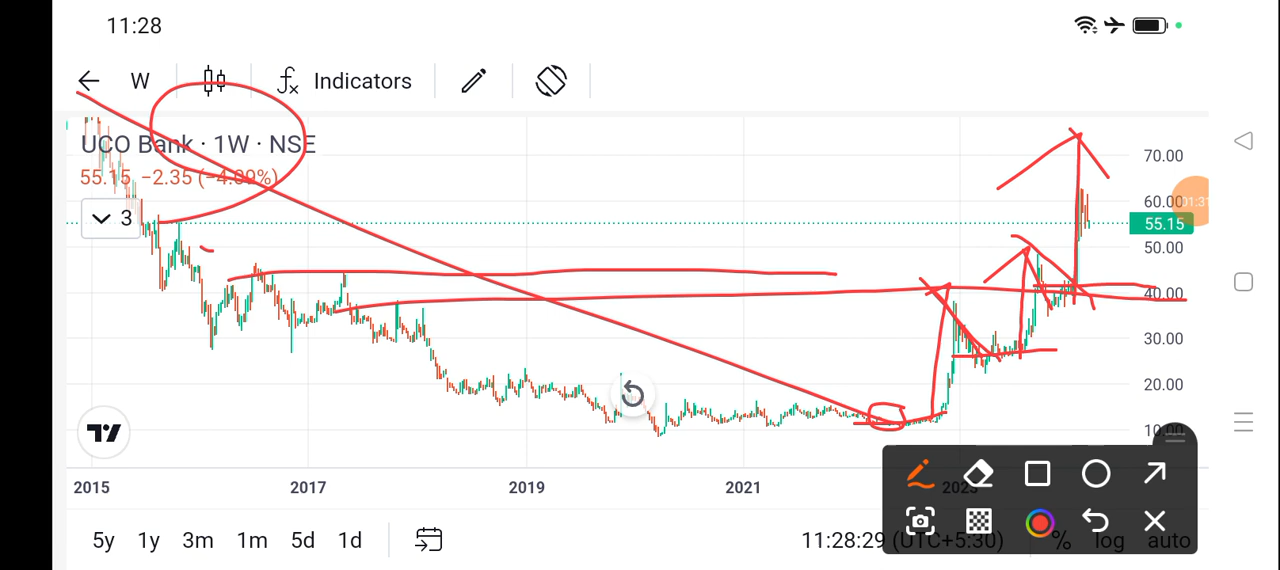 11:28
W
Indicators
UCO Bank · 1W · NSE
55.15 −2.35 (−4.09%)
3
70.00
60.00
55.15
50.00
40.00
30.00
20.00
10.00
2015 2017 2019 2021 2023
5y 1y 3m 1m 5d 1d
11:28:29 (UTC+5:30) % log auto